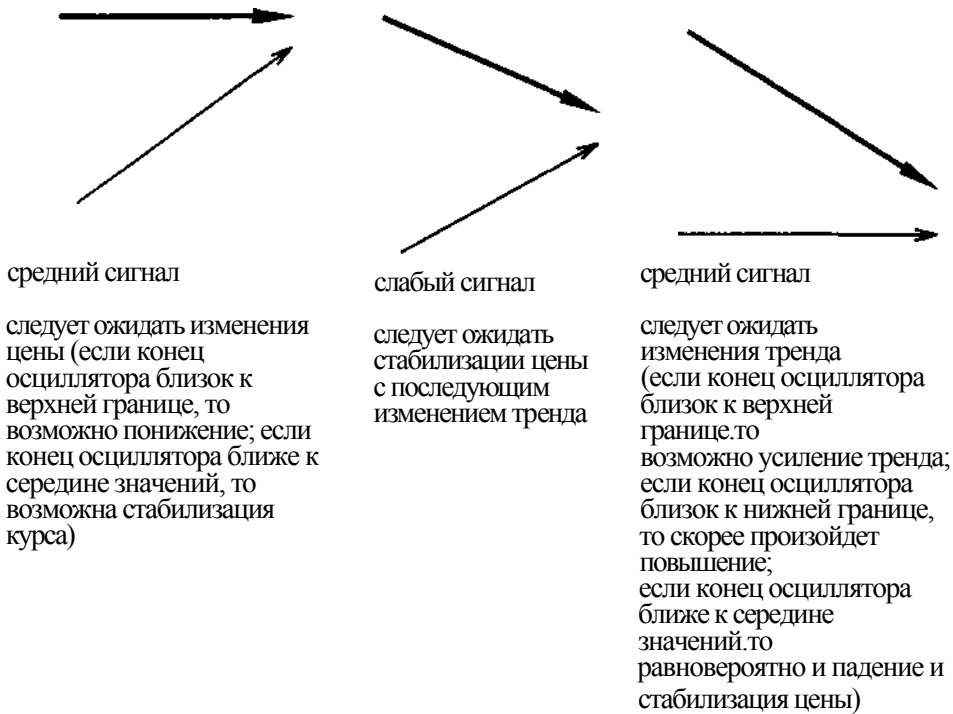 средний сигнал
следует ожидать изменения
цены (если конец
осциллятора близок к
верхней границе, то
возможно понижение; если
конец осциллятора ближе к
середине значений, то
возможна стабилизация
курса)
слабый сигнал
следует ожидать
стабилизации цены
с последующим
изменением тренда
средний сигнал
следует ожидать
изменения тренда
(если конец осциллятора
близок к верхней
границе.то
возможно усиление тренда;
если конец осциллятора
близок к нижней границе,
то скорее произойдет
повышение;
если конец осциллятора
ближе к середине
значений.то
равновероятно и падение и
стабилизация цены)